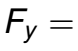 F_y =